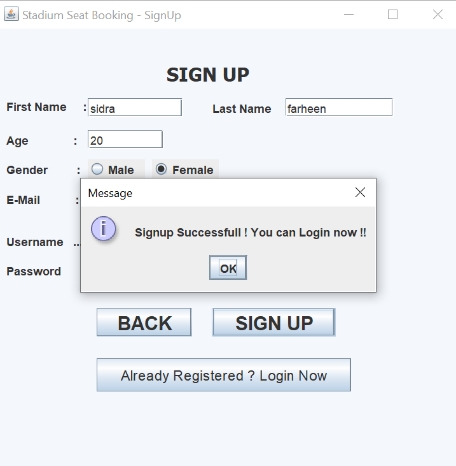 Stadium Seat Booking - SignUp
SIGN UP
First Name : sidra Last Name farheen
Age : 20
Gender : Male Female
Message
E-Mail :
Signup Successfull ! You can Login now !!
Username ..
OK
Password
BACK SIGN UP
Already Registered ? Login Now